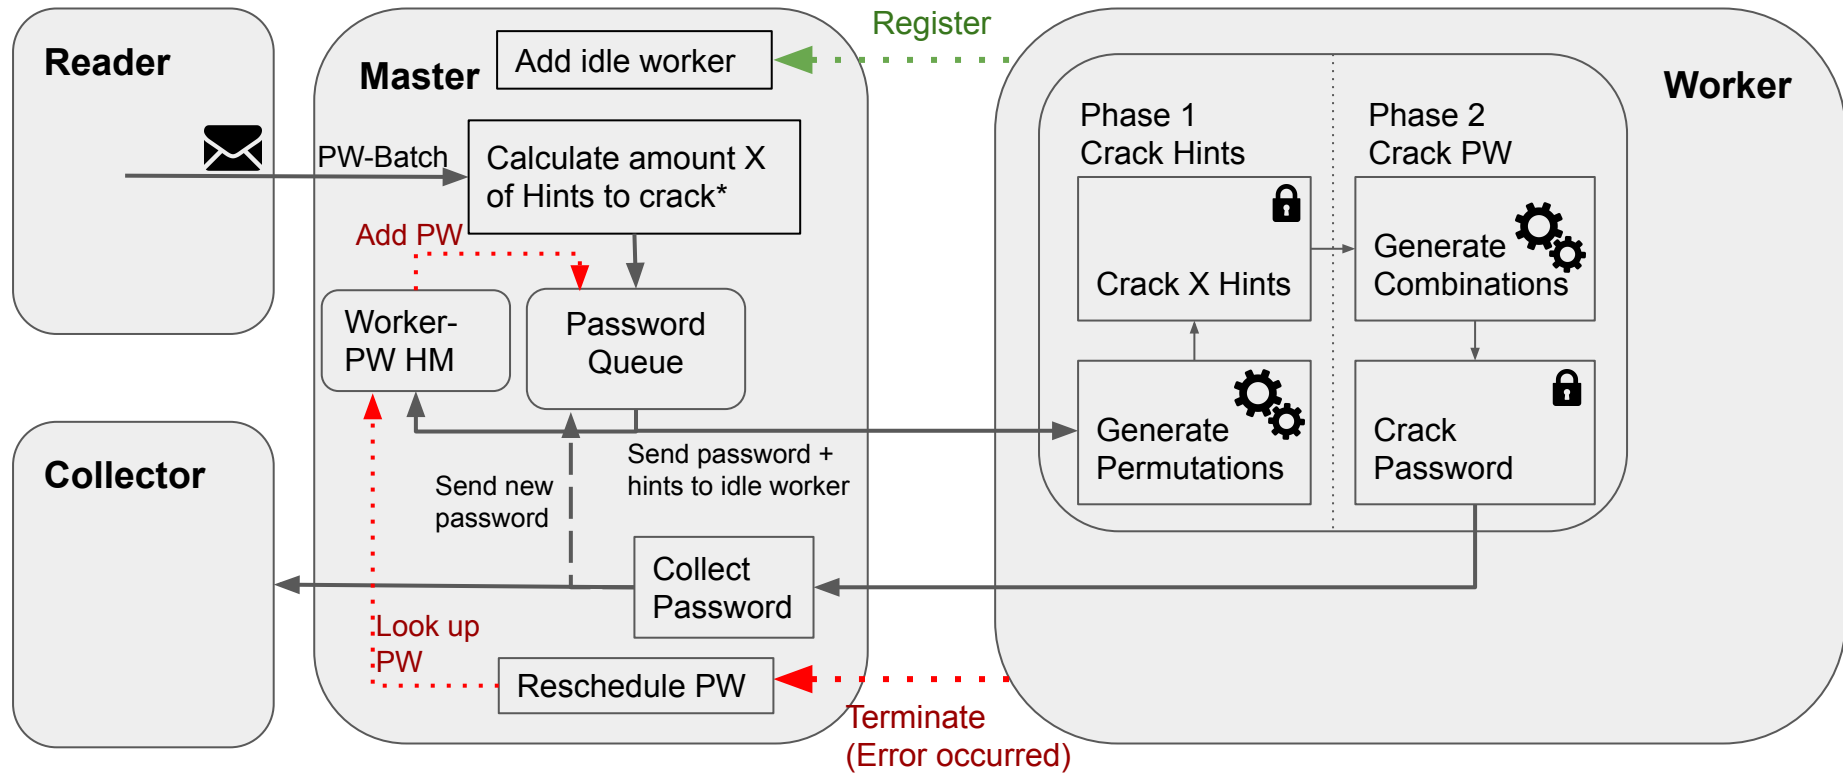 Reader
Master
Add idle worker
Register
Worker
PW-Batch
Calculate amount X
of Hints to crack*
Add PW
Worker-
PW HM
Password
Queue
Phase 1
Crack Hints
Phase 2
Crack PW
Crack X Hints
Generate
Combinations
Generate
Permutations
Crack
Password
Collector
Send new
password
Send password +
hints to idle worker
Collect
Password
Look up
PW
Reschedule PW
Terminate
(Error occurred)